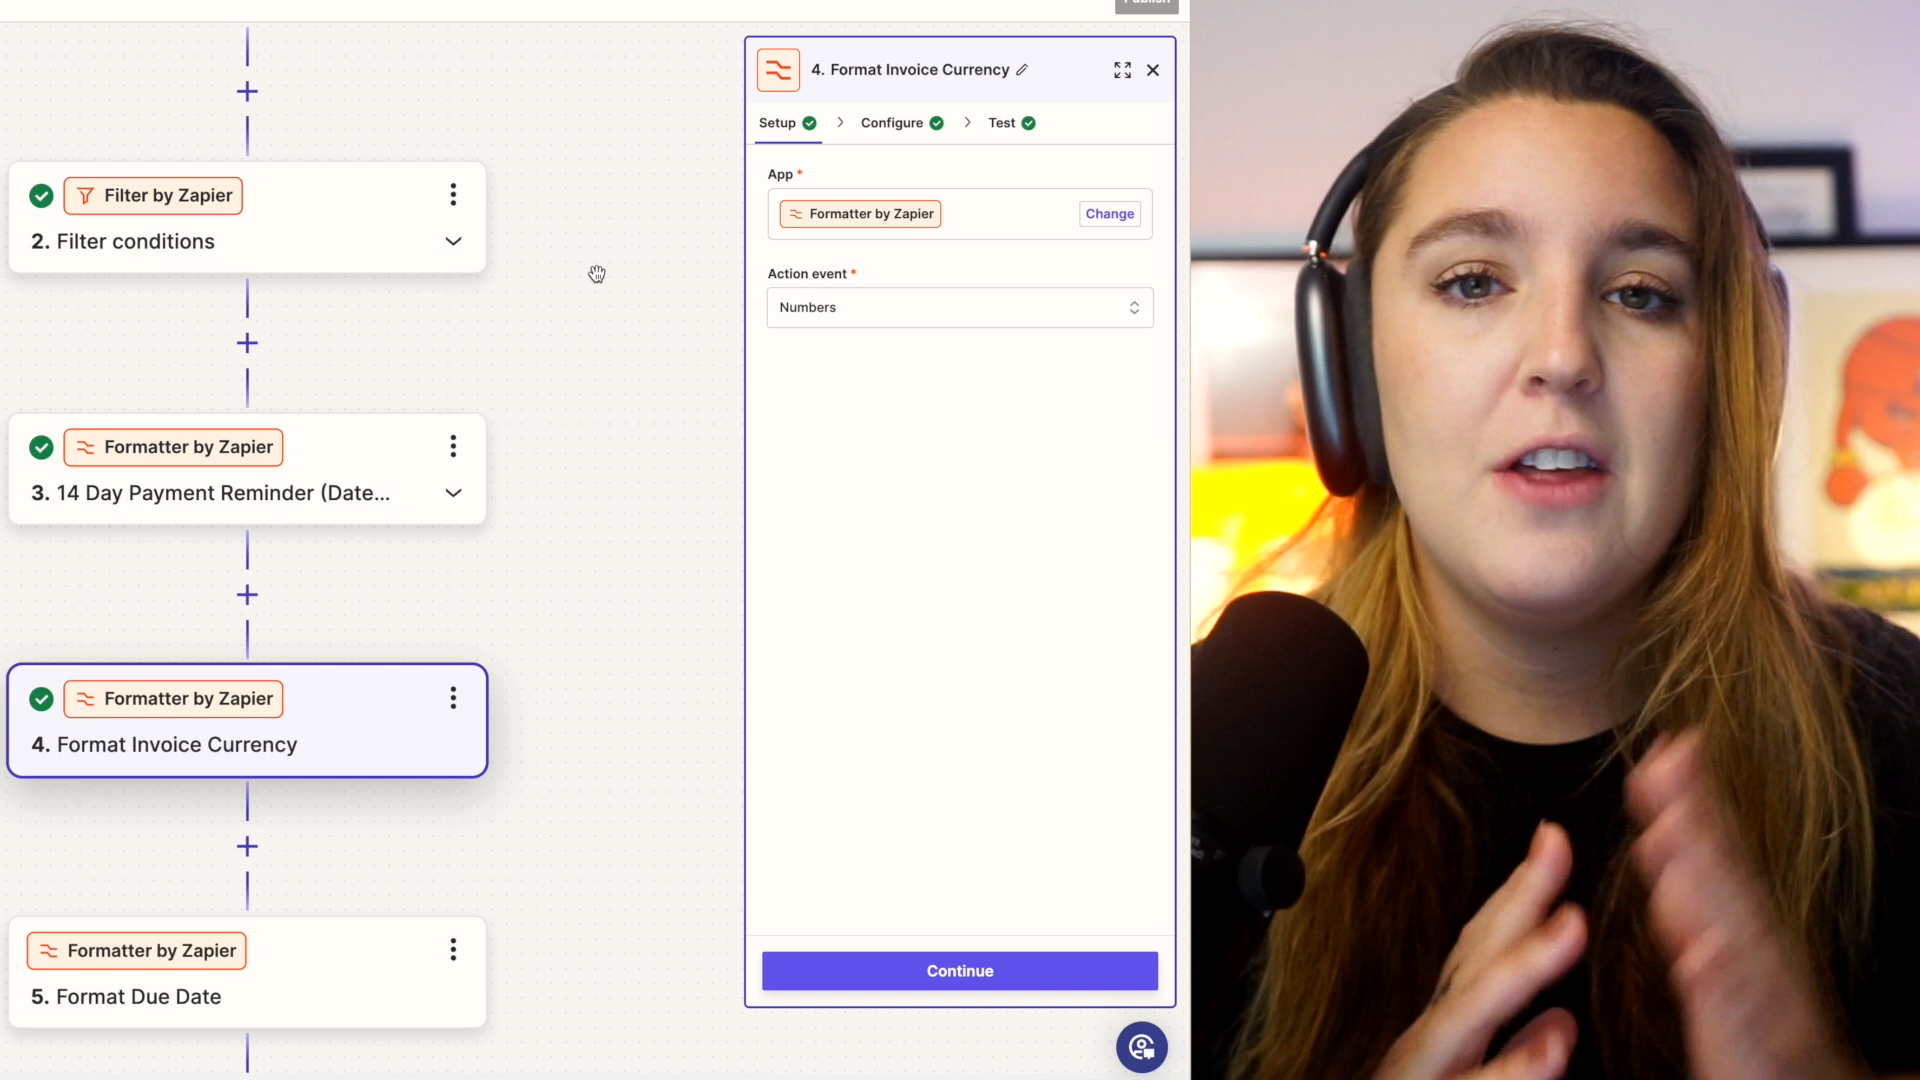 Publish
Filter by Zapier
2. Filter conditions
Formatter by Zapier
3. 14 Day Payment Reminder (Date...
Formatter by Zapier
4. Format Invoice Currency
Formatter by Zapier
5. Format Due Date
4. Format Invoice Currency
Setup > Configure > Test
App *
Formatter by Zapier
Change
Action event *
Numbers
Continue